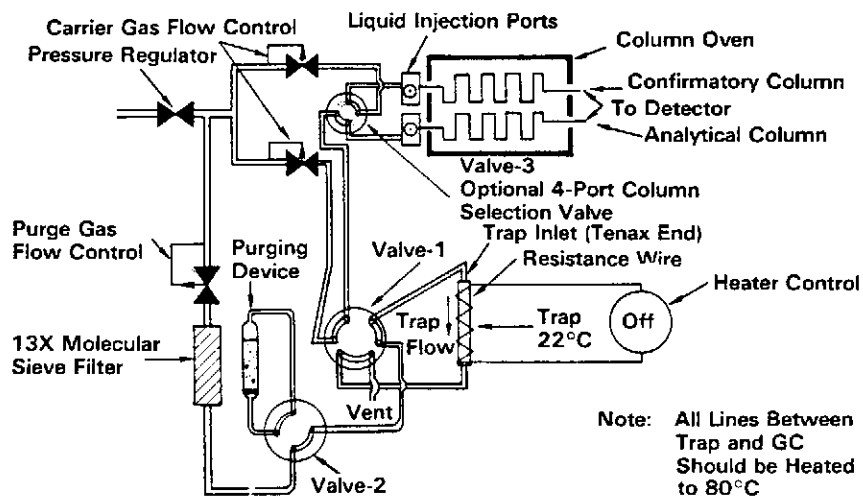 Carrier Gas Flow Control
Pressure Regulator
Liquid Injection Ports
Column Oven
Confirmatory Column
To Detector
Analytical Column
Valve-3
Optional 4-Port Column
Selection Valve
Purge Gas
Flow Control
Purging
Device
Valve-1
Trap Inlet (Tenax End)
Resistance Wire
Heater Control
Trap
Flow
Trap
22°C
Off
13X Molecular
Sieve Filter
Vent
Valve-2
Note: All Lines Between
Trap and GC
Should be Heated
to 80°C